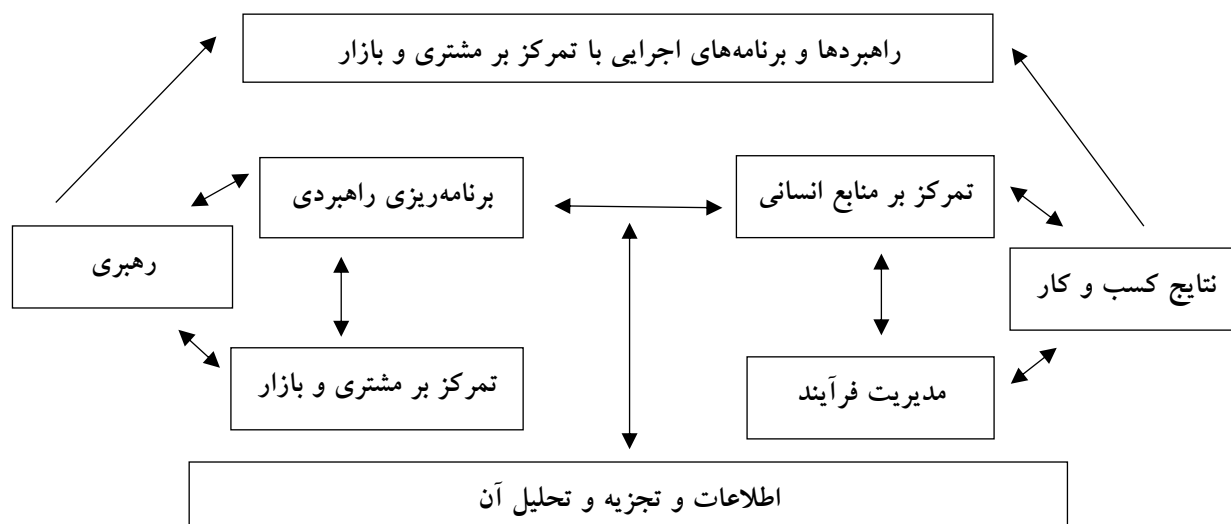 راهبردها و برنامه‌های اجرایی با تمرکز بر مشتری و بازار
تمرکز بر منابع انسانی
برنامه‌ریزی راهبردی
نتایج کسب و کار
رهبری
مدیریت فرآیند
تمرکز بر مشتری و بازار
اطلاعات و تجزیه و تحلیل آن